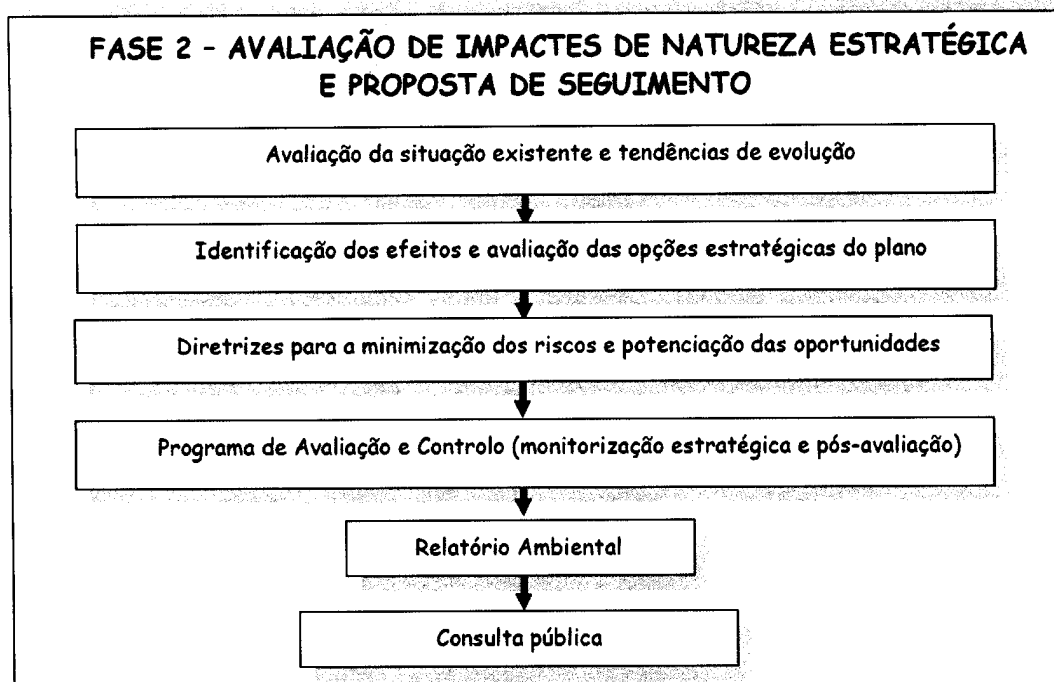 FASE 2 - AVALIAÇÃO DE IMPACTES DE NATUREZA ESTRATÉGICA
E PROPOSTA DE SEGUIMENTO
Avaliação da situação existente e tendências de evolução
Identificação dos efeitos e avaliação das opções estratégicas do plano
Diretrizes para a minimização dos riscos e potenciação das oportunidades
Programa de Avaliação e Controlo (monitorização estratégica e pós-avaliação)
Relatório Ambiental
Consulta pública